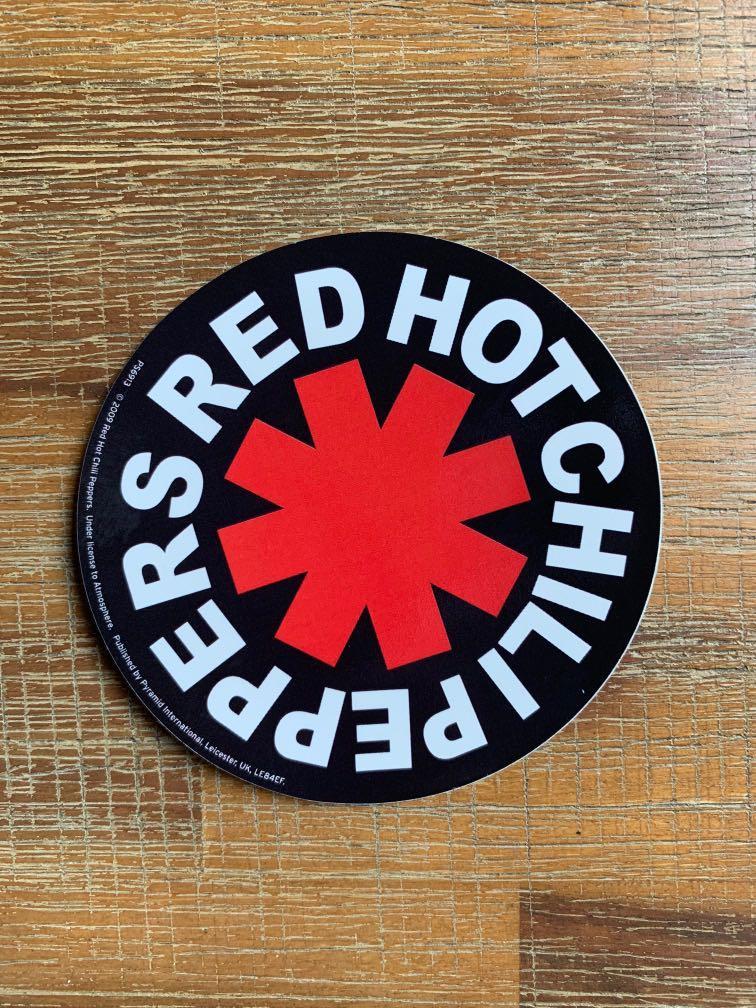 RED HOT CHILI PEPPERS
PS6913 © 2009 Red Hot Chili Peppers. Under license to Atmosphere. Published by Pyramid International, Leicester, UK, LE84EF.